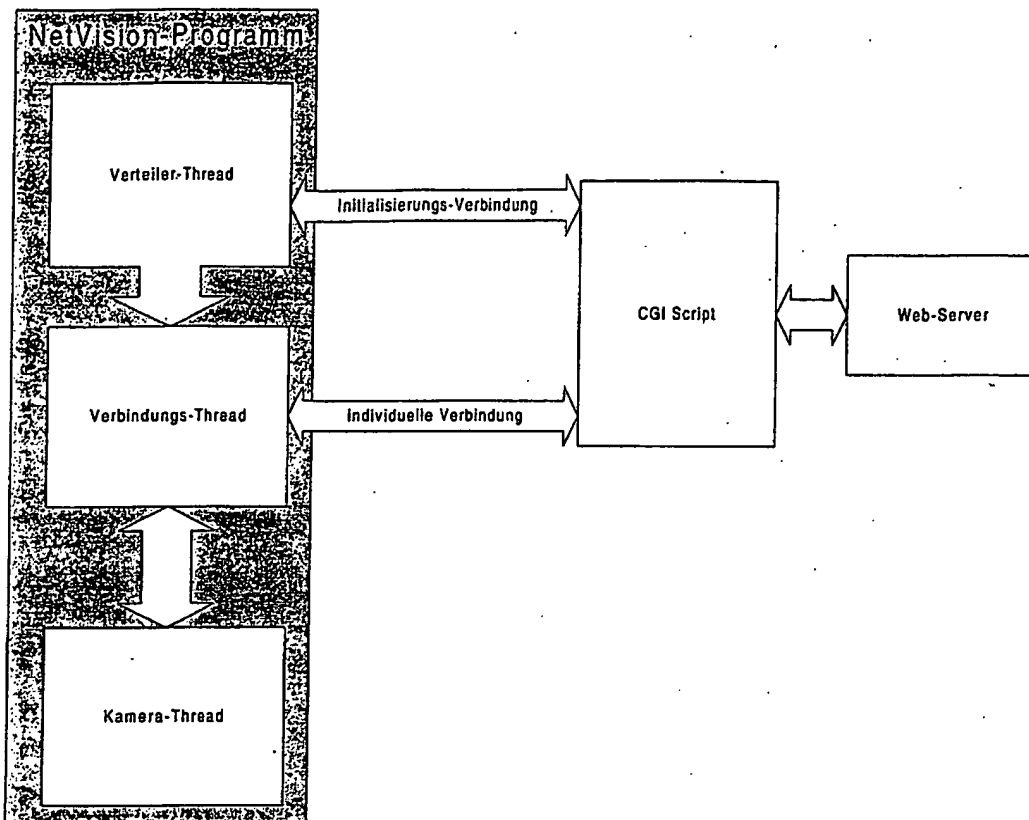 NetVision-Programm
Verteiler-Thread
Initialisierungs-Verbindung
CGI Script
Web-Server
Verbindungs-Thread
Individuelle Verbindung
Kamera-Thread